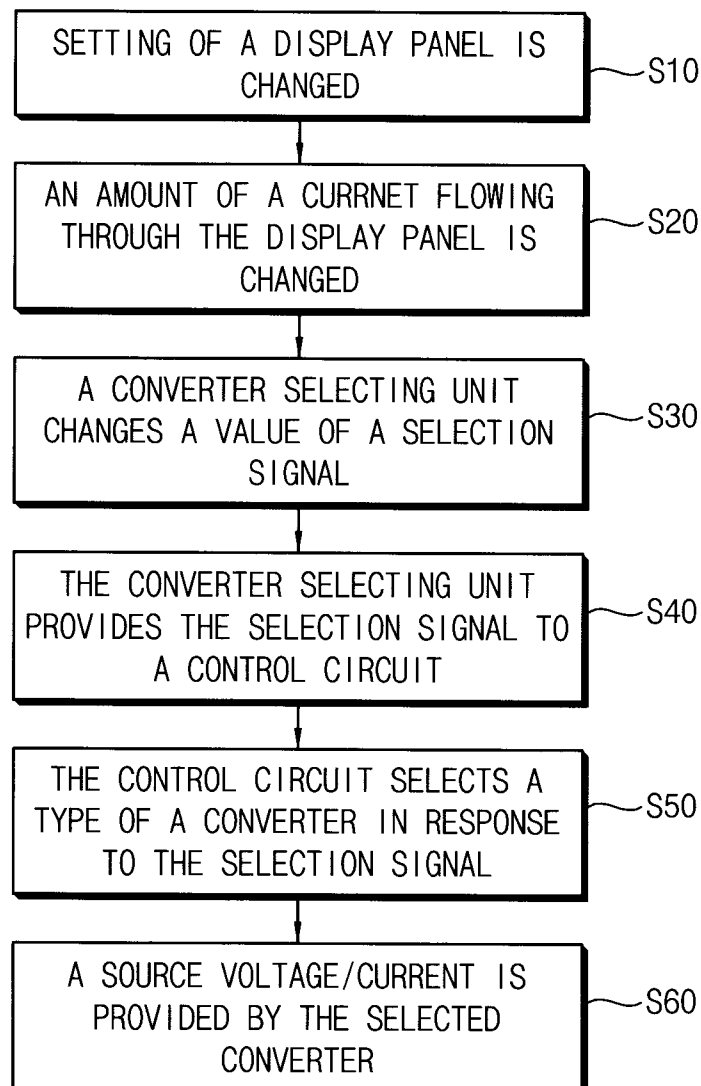 SETTING OF A DISPLAY PANEL IS
CHANGED
S10
AN AMOUNT OF A CURRNET FLOWING
THROUGH THE DISPLAY PANEL IS
CHANGED
S20
A CONVERTER SELECTING UNIT
CHANGES A VALUE OF A SELECTION
SIGNAL
S30
THE CONVERTER SELECTING UNIT
PROVIDES THE SELECTION SIGNAL TO
A CONTROL CIRCUIT
S40
THE CONTROL CIRCUIT SELECTS A
TYPE OF A CONVERTER IN RESPONSE
TO THE SELECTION SIGNAL
S50
A SOURCE VOLTAGE/CURRENT IS
PROVIDED BY THE SELECTED
CONVERTER
S60